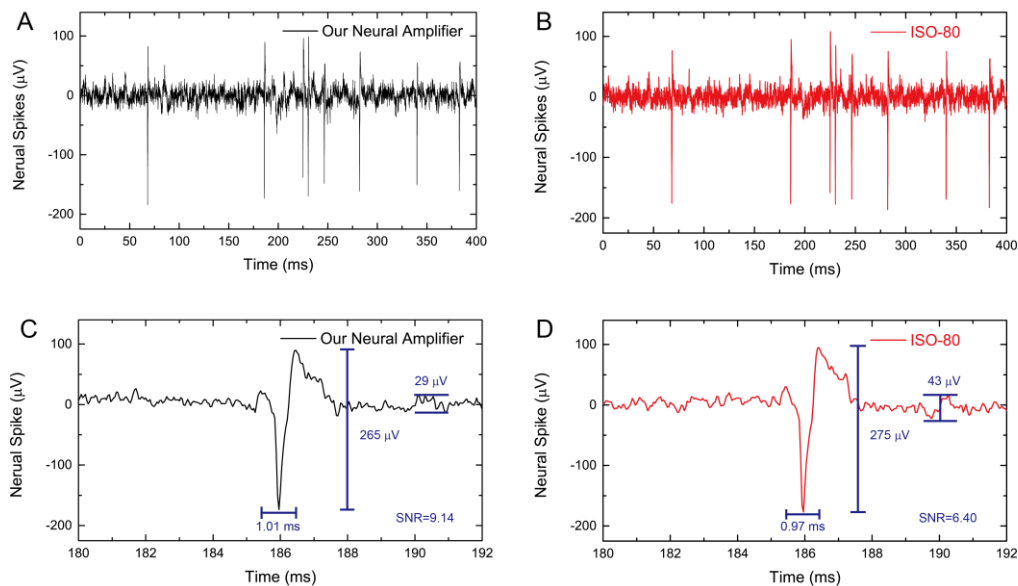 A
Our Neural Amplifier
Nerual Spikes (μV)
100
0
-100
-200
0 50 100 150 200 250 300 350 400
Time (ms)
B
ISO-80
Neural Spikes (μV)
100
0
-100
-200
0 50 100 150 200 250 300 350 400
Time (ms)
C
Our Neural Amplifier
Nerual Spike (μV)
100
0
-100
-200
29 μV
265 μV
1.01 ms
SNR=9.14
180 182 184 186 188 190 192
Time (ms)
D
ISO-80
Neural Spike (μV)
100
0
-100
-200
43 μV
275 μV
0.97 ms
SNR=6.40
180 182 184 186 188 190 192
Time (ms)